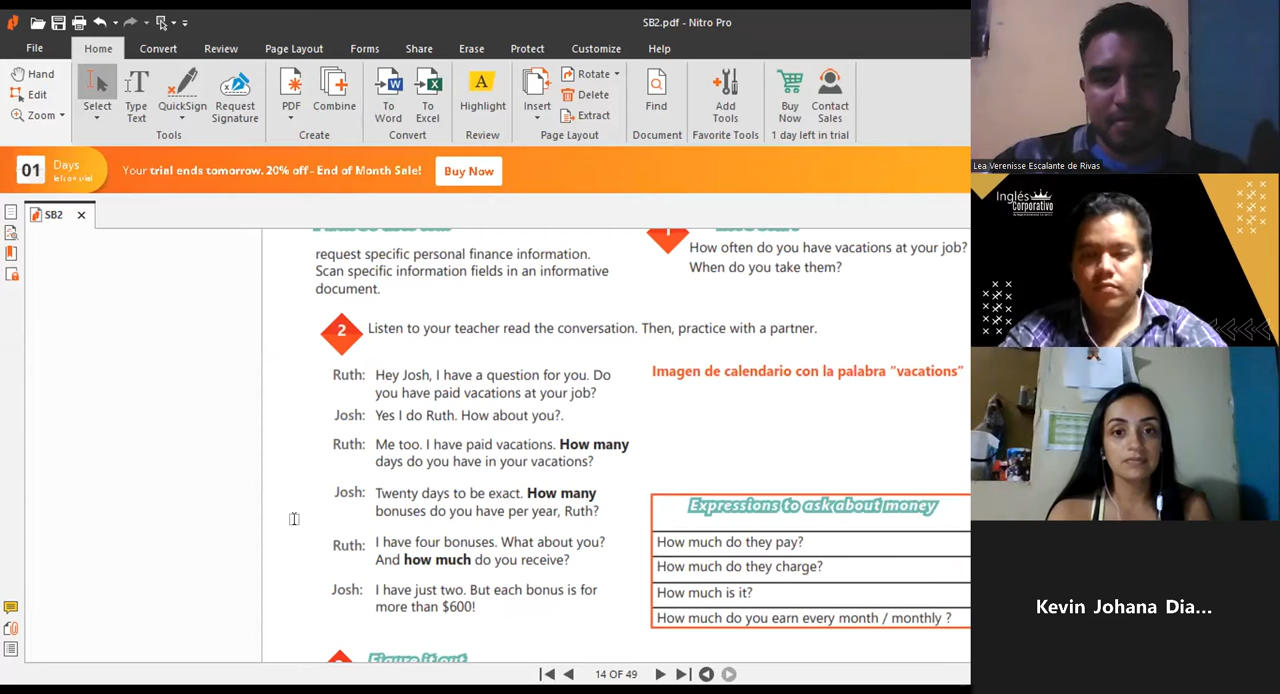 SB2.pdf - Nitro Pro
File Home Convert Review Page Layout Forms Share Erase Protect Customize Help
Hand
Edit
Zoom
Select
Type Text
QuickSign
Request Signature
Tools
PDF
Combine
Create
To Word
To Excel
Convert
Highlight
Review
Insert
Rotate
Delete
Extract
Page Layout
Find
Document
Add Tools
Favorite Tools
Buy Now
Contact Sales
1 day left in trial
01 Days
Your trial ends tomorrow. 20% off - End of Month Sale!
Buy Now
SB2
request specific personal finance information.
Scan specific information fields in an informative
document.
1
How often do you have vacations at your job?
When do you take them?
2
Listen to your teacher read the conversation. Then, practice with a partner.
Ruth: Hey Josh, I have a question for you. Do
you have paid vacations at your job?
Josh: Yes I do Ruth. How about you?.
Ruth: Me too. I have paid vacations. How many
days do you have in your vacations?
Josh: Twenty days to be exact. How many
bonuses do you have per year, Ruth?
Ruth: I have four bonuses. What about you?
And how much do you receive?
Josh: I have just two. But each bonus is for
more than $600!
Imagen de calendario con la palabra "vacations"
Expressions to ask about money
How much do they pay?
How much do they charge?
How much is it?
How much do you earn every month / monthly ?
Figure it out
14 OF 49
Lea Verenisse Escalante de Rivas
Inglés
Corporativo
Kevin Johana Dia...